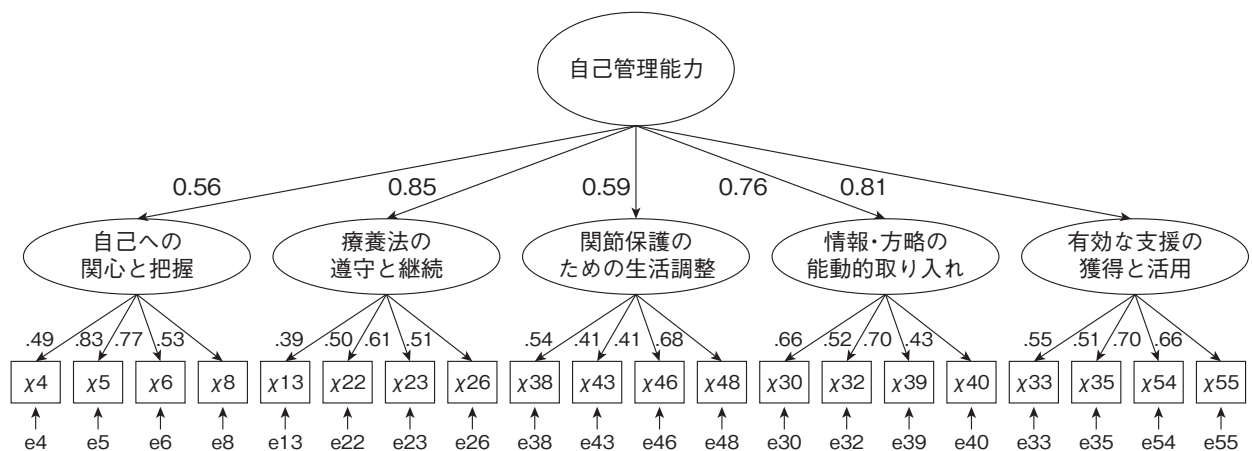 自己管理能力
0.56 0.85 0.59 0.76 0.81
自己への
関心と把握
療養法の
遵守と継続
関節保護の
ための生活調整
情報・方略の
能動的取り入れ
有効な支援の
獲得と活用
.49 .83 .77 .53 .39 .50 .61 .51 .54 .41 .41 .68 .66 .52 .70 .43 .55 .51 .70 .66
χ4 χ5 χ6 χ8 χ13 χ22 χ23 χ26 χ38 χ43 χ46 χ48 χ30 χ32 χ39 χ40 χ33 χ35 χ54 χ55
e4 e5 e6 e8 e13 e22 e23 e26 e38 e43 e46 e48 e30 e32 e39 e40 e33 e35 e54 e55